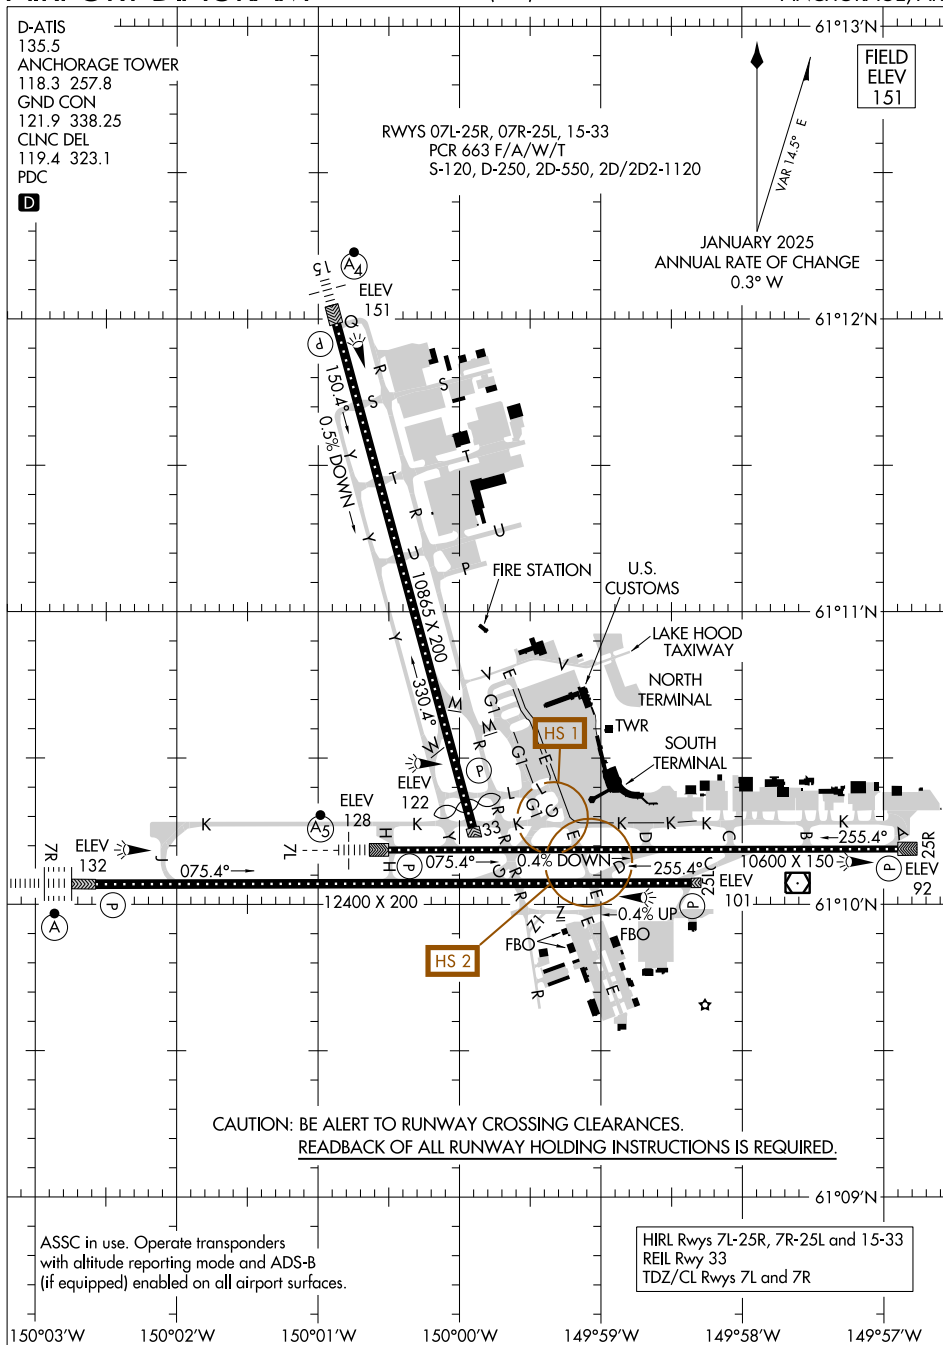 D-ATIS
135.5
ANCHORAGE TOWER
118.3 257.8
GND CON
121.9 338.25
CLNC DEL
119.4 323.1
PDC
D
RWYS 07L-25R, 07R-25L, 15-33
PCR 663 F/A/W/T
S-120, D-250, 2D-550, 2D/2D2-1120
61°13'N
FIELD
ELEV
151
VAR 14.5° E
JANUARY 2025
ANNUAL RATE OF CHANGE
0.3° W
15
A4
ELEV
151
61°12'N
P
Q
R
S
S
150.4°
0.5% DOWN
Y
T
T
R
Y
U
U
P
10865 X 200
FIRE STATION
U.S.
CUSTOMS
61°11'N
Y
LAKE HOOD
TAXIWAY
V
E
V
330.4°
NORTH
TERMINAL
G1
M
M
TWR
HS 1
W
R
G1
E
SOUTH
TERMINAL
P
ELEV
122
L
L
R
G1
G
ELEV
128
A5
33
K
K
K
K
K
K
K
H
Y
R
E
D
C
B
A
255.4°
25R
ELEV
132
J
7R
7L
H
P
075.4°
0.4% DOWN
255.4°
C
10600 X 150
P
ELEV
92
075.4°
G
R
D
25L
ELEV
101
P
12400 X 200
R
E
P
61°10'N
A
Z1
Z
E
0.4% UP
FBO
FBO
HS 2
R
E
CAUTION: BE ALERT TO RUNWAY CROSSING CLEARANCES.
READBACK OF ALL RUNWAY HOLDING INSTRUCTIONS IS REQUIRED.
61°09'N
ASSC in use. Operate transponders
with altitude reporting mode and ADS-B
(if equipped) enabled on all airport surfaces.
HIRL Rwys 7L-25R, 7R-25L and 15-33
REIL Rwy 33
TDZ/CL Rwys 7L and 7R
150°03'W
150°02'W
150°01'W
150°00'W
149°59'W
149°58'W
149°57'W